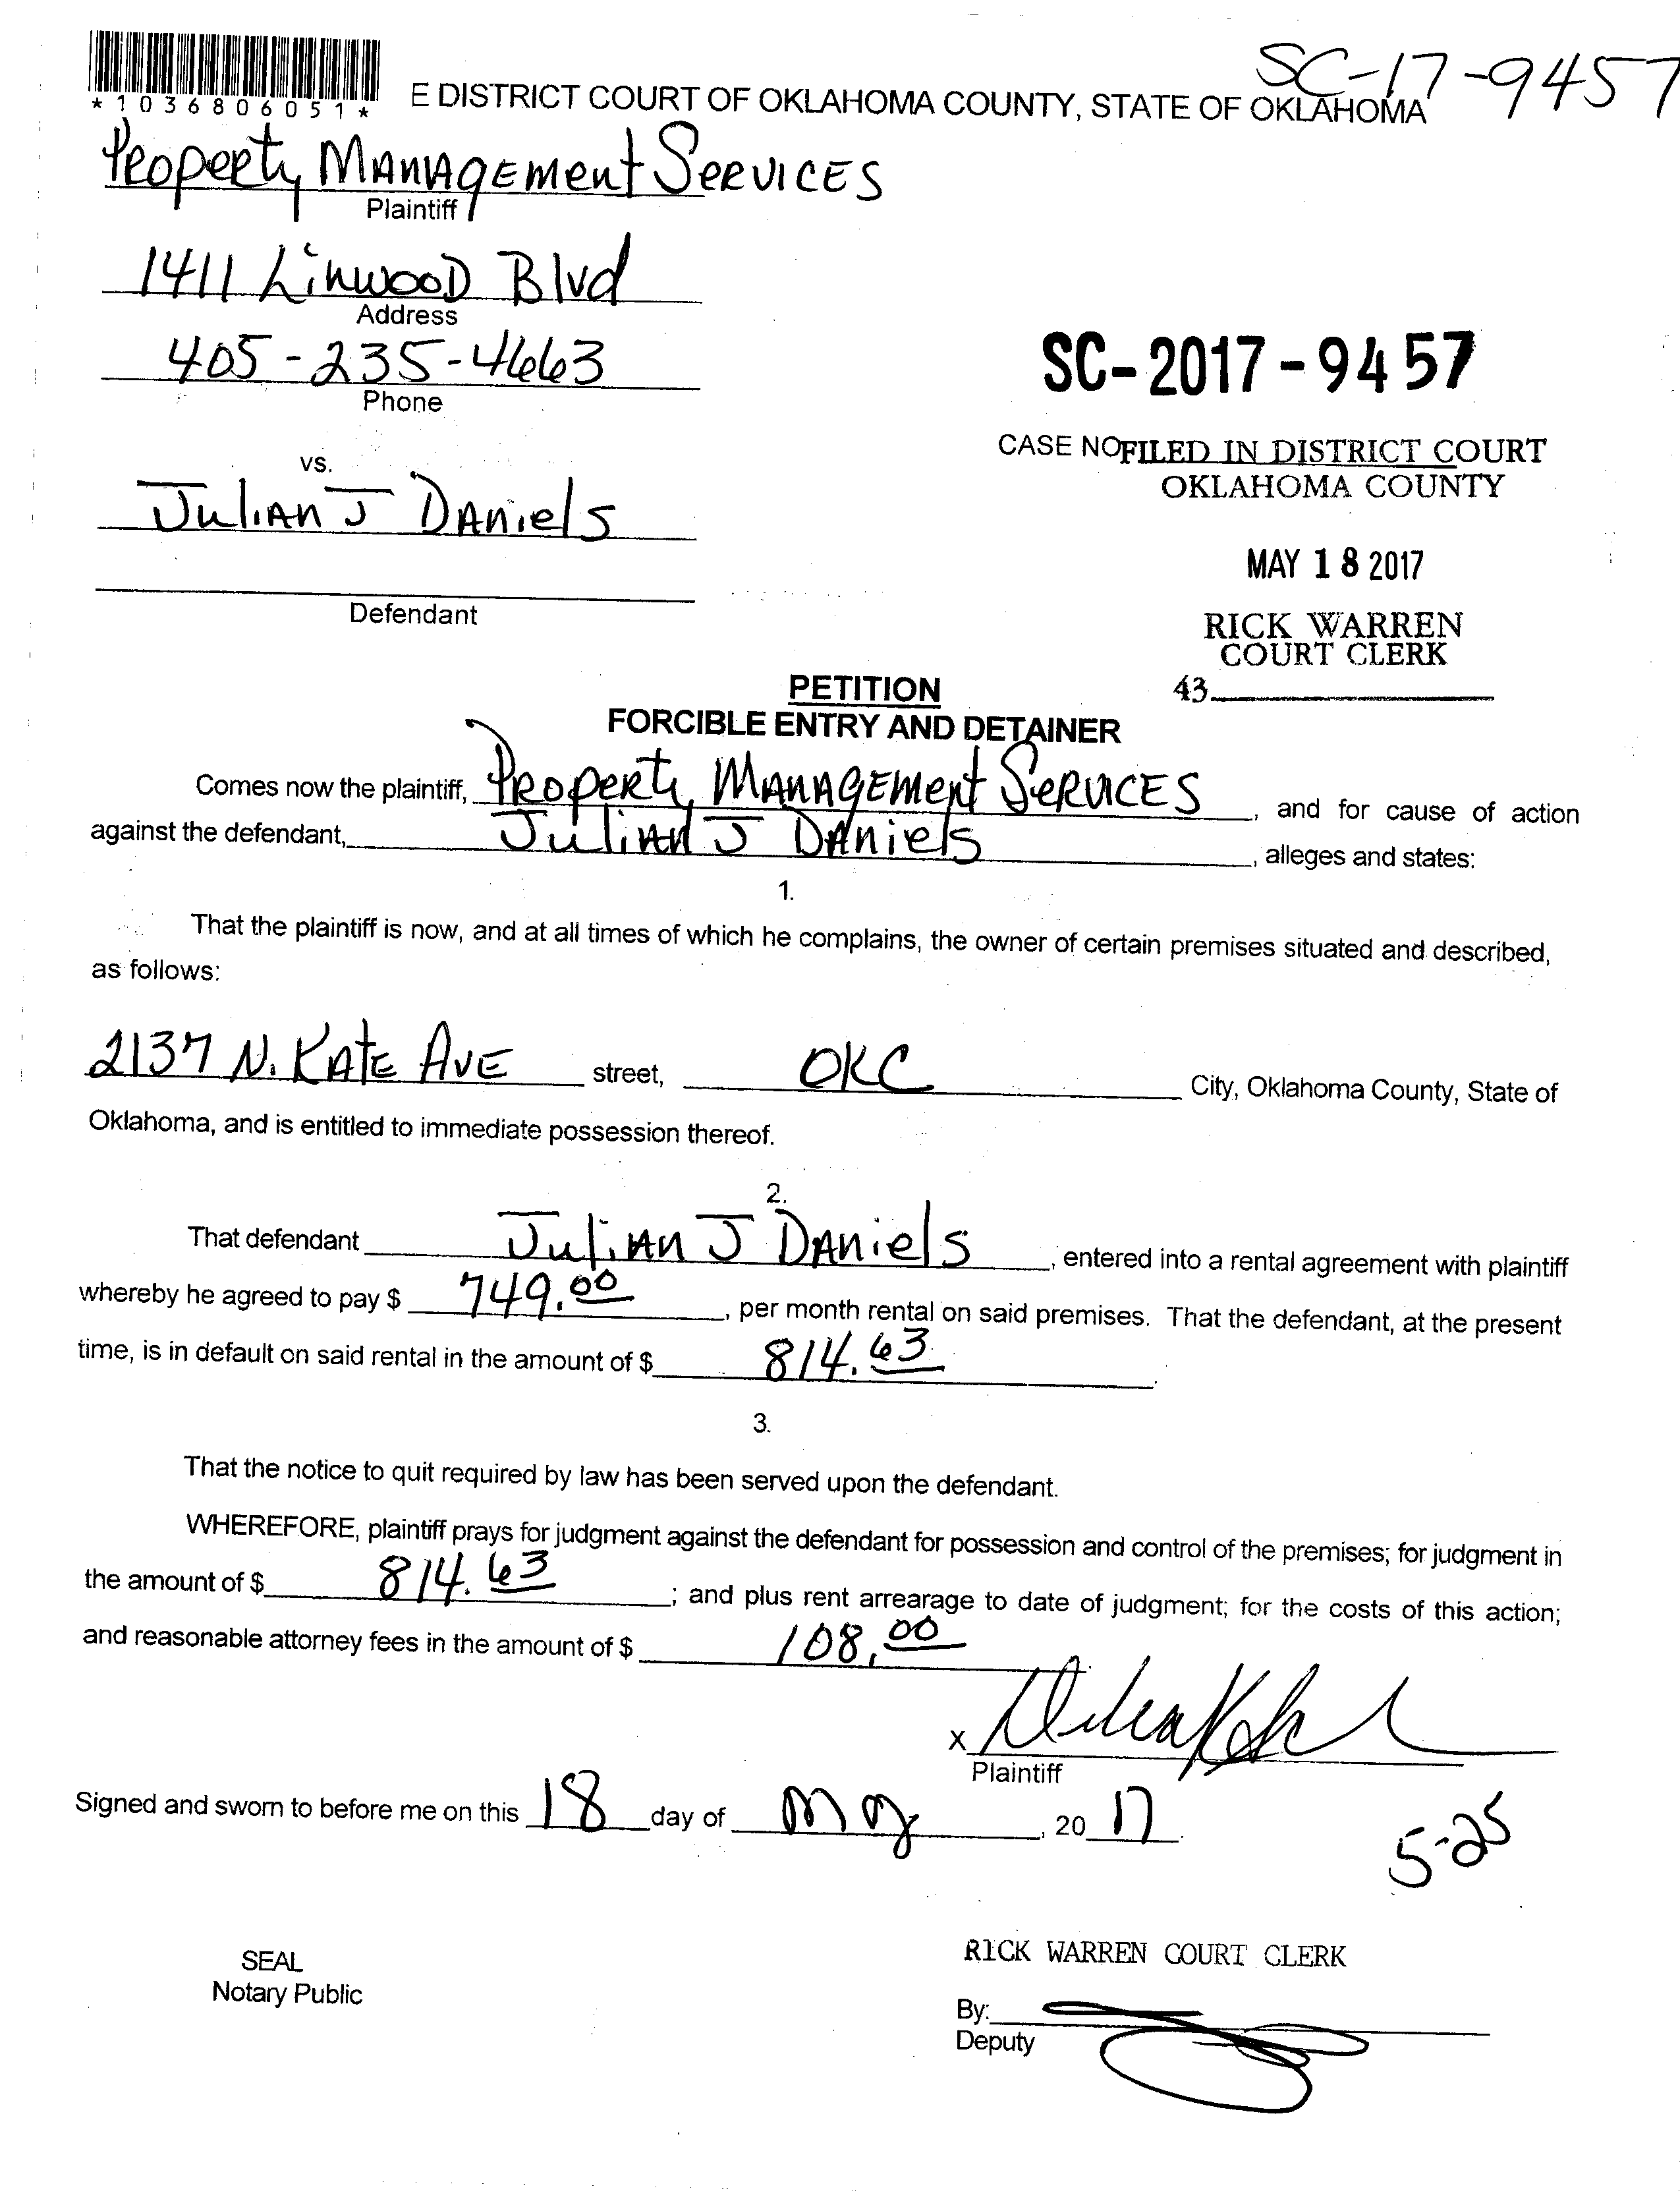 SC-17-9457
*1036806051*
E DISTRICT COURT OF OKLAHOMA COUNTY, STATE OF OKLAHOMA
Property Management Services
Plaintiff
1411 Linwood Blvd
Address
405-235-4663
Phone
SC-2017-9457
CASE NO FILED IN DISTRICT COURT
OKLAHOMA COUNTY
vs.
Julian J Daniels
MAY 18 2017
Defendant
RICK WARREN
COURT CLERK
43
PETITION
FORCIBLE ENTRY AND DETAINER
Comes now the plaintiff, Property Management Services, and for cause of action
against the defendant, Julian J Daniels, alleges and states:
1.
That the plaintiff is now, and at all times of which he complains, the owner of certain premises situated and described,
as follows:
2137 N. Kate Ave street, OKC City, Oklahoma County, State of
Oklahoma, and is entitled to immediate possession thereof.
2.
That defendant Julian J Daniels, entered into a rental agreement with plaintiff
whereby he agreed to pay $ 749.00, per month rental on said premises. That the defendant, at the present
time, is in default on said rental in the amount of $ 814.63.
3.
That the notice to quit required by law has been served upon the defendant.
WHEREFORE, plaintiff prays for judgment against the defendant for possession and control of the premises; for judgment in
the amount of $ 814.63; and plus rent arrearage to date of judgment; for the costs of this action;
and reasonable attorney fees in the amount of $ 108.00
X
Plaintiff
Signed and sworn to before me on this 18 day of May, 20 17
5-25
SEAL
Notary Public
RICK WARREN COURT CLERK
By:
Deputy